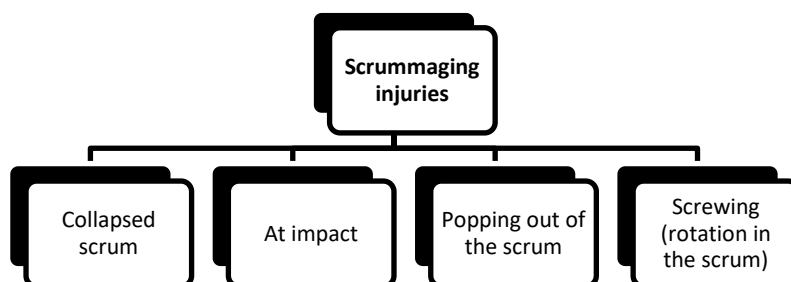 Scrummaging
injuries
Collapsed
scrum
At impact
Popping out of
the scrum
Screwing
(rotation in
the scrum)